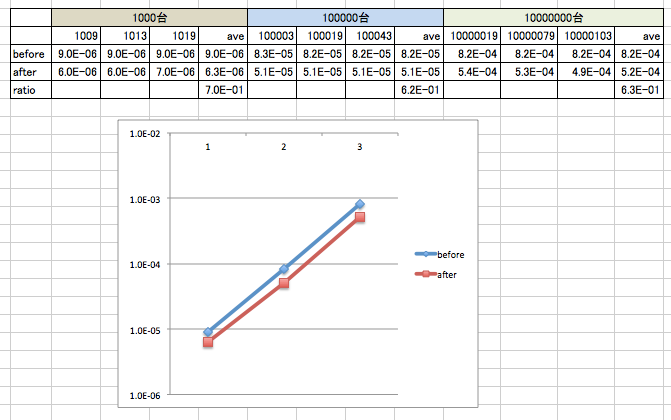 1000台 100000台 10000000台
1009 1013 1019 ave 100003 100019 100043 ave 10000019 10000079 10000103 ave
before 9.0E-06 9.0E-06 9.0E-06 9.0E-06 8.3E-05 8.2E-05 8.2E-05 8.2E-05 8.2E-04 8.2E-04 8.2E-04 8.2E-04
after 6.0E-06 6.0E-06 7.0E-06 6.3E-06 5.1E-05 5.1E-05 5.1E-05 5.1E-05 5.4E-04 5.3E-04 4.9E-04 5.2E-04
ratio 7.0E-01 6.2E-01 6.3E-01
1.0E-02
1 2 3
1.0E-03
before
1.0E-04
after
1.0E-05
1.0E-06